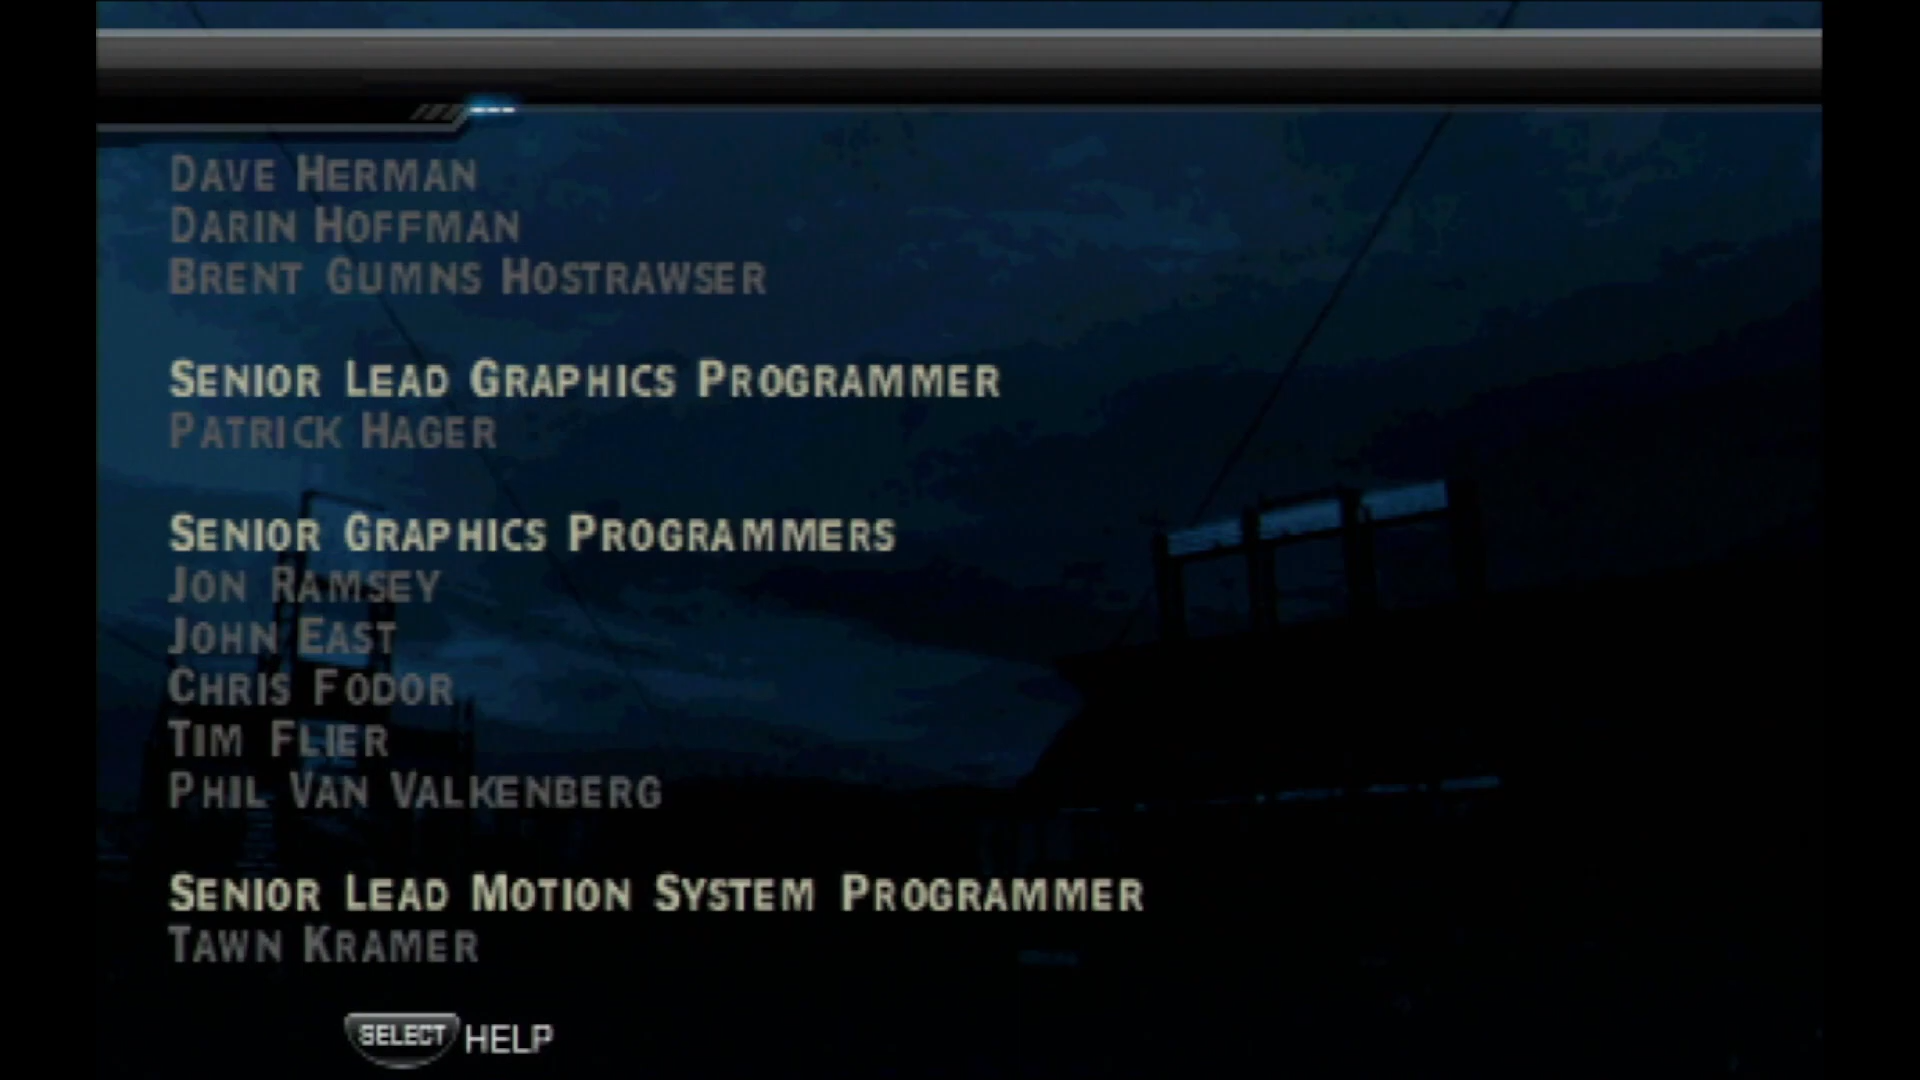 DAVE HERMAN
DARIN HOFFMAN
BRENT GUMNS HOSTRAWSER
SENIOR LEAD GRAPHICS PROGRAMMER
PATRICK HAGER
SENIOR GRAPHICS PROGRAMMERS
JON RAMSEY
JOHN EAST
CHRIS FODOR
TIM FLIER
PHIL VAN VALKENBERG
SENIOR LEAD MOTION SYSTEM PROGRAMMER
TAWN KRAMER
SELECT HELP